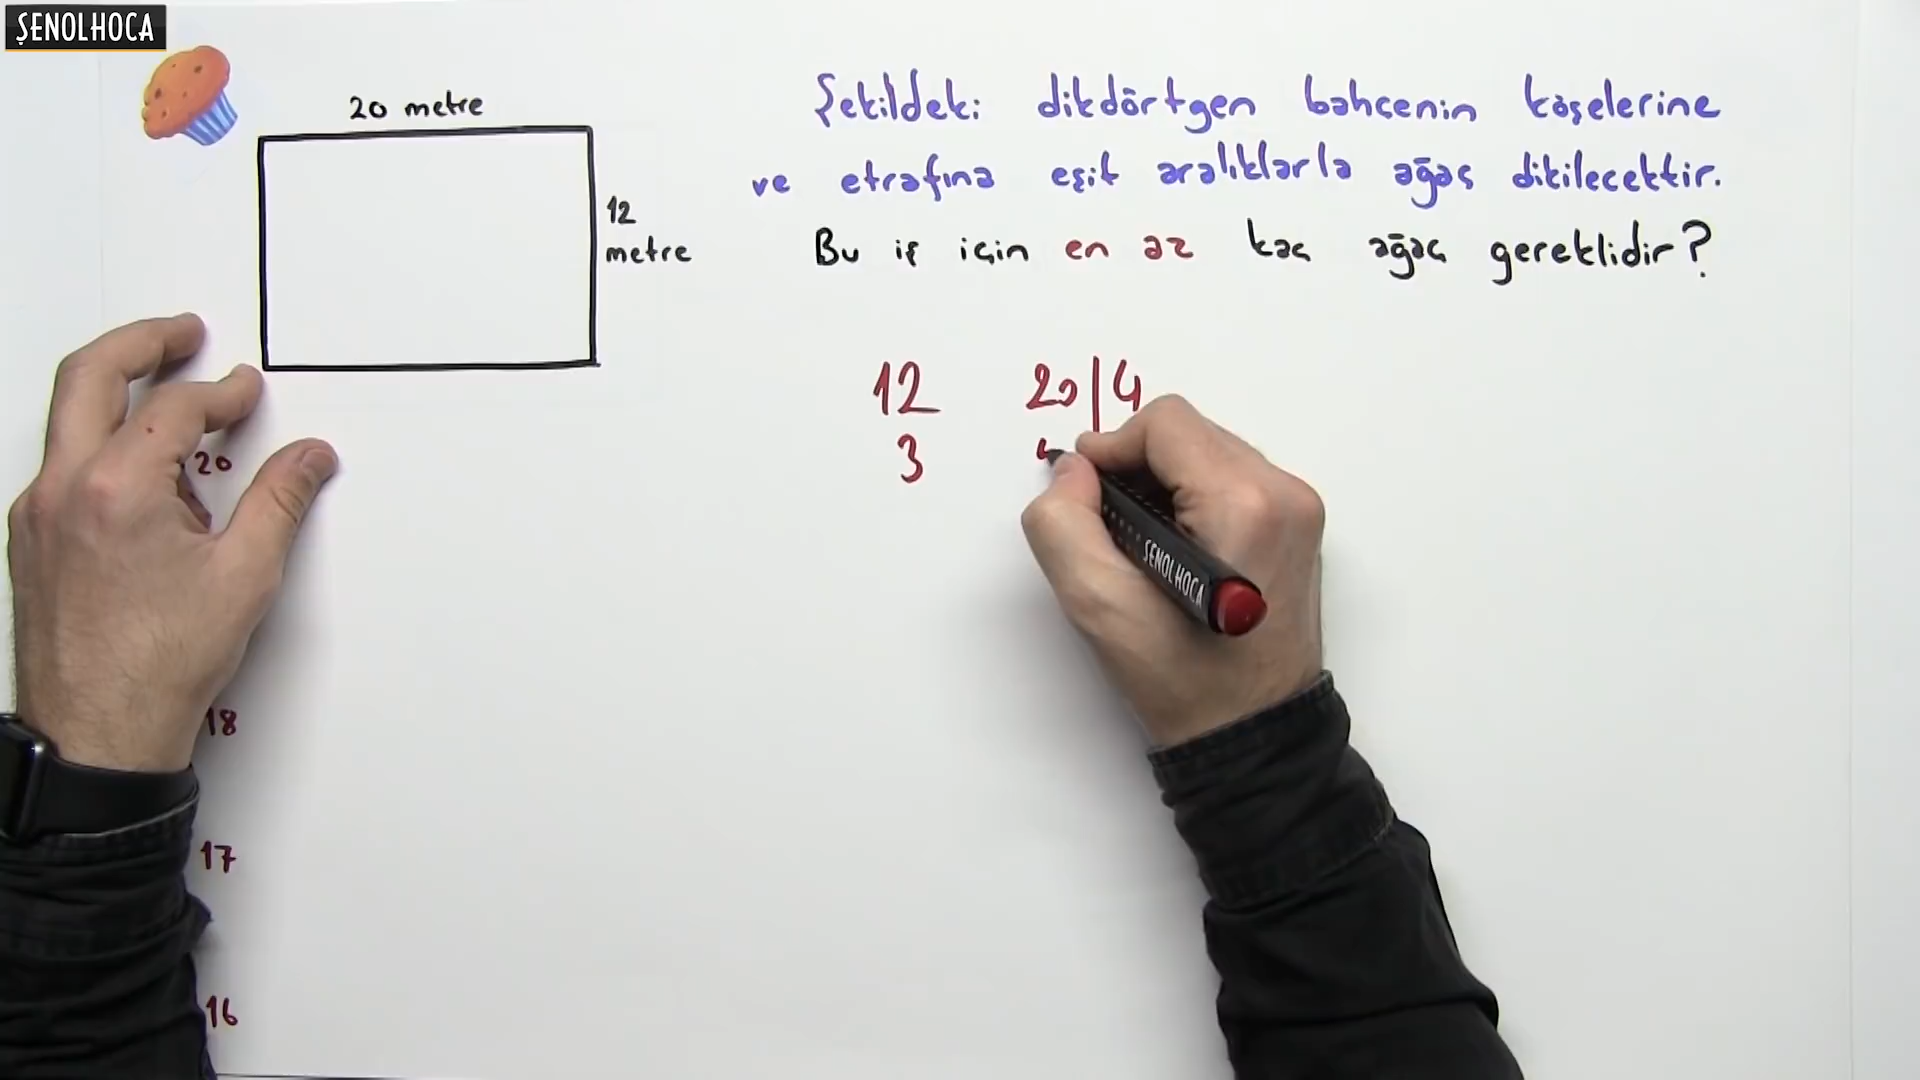 ŞENOLHOCA
20 metre
12
metre
Şekildeki dikdörtgen bahçenin köşelerine
ve etrafına eşit aralıklarla ağaç dikilecektir.
Bu iş için en az kaç ağaç gereklidir?
12 20 | 4
3
20
18
17
16
ŞENOLHOCA